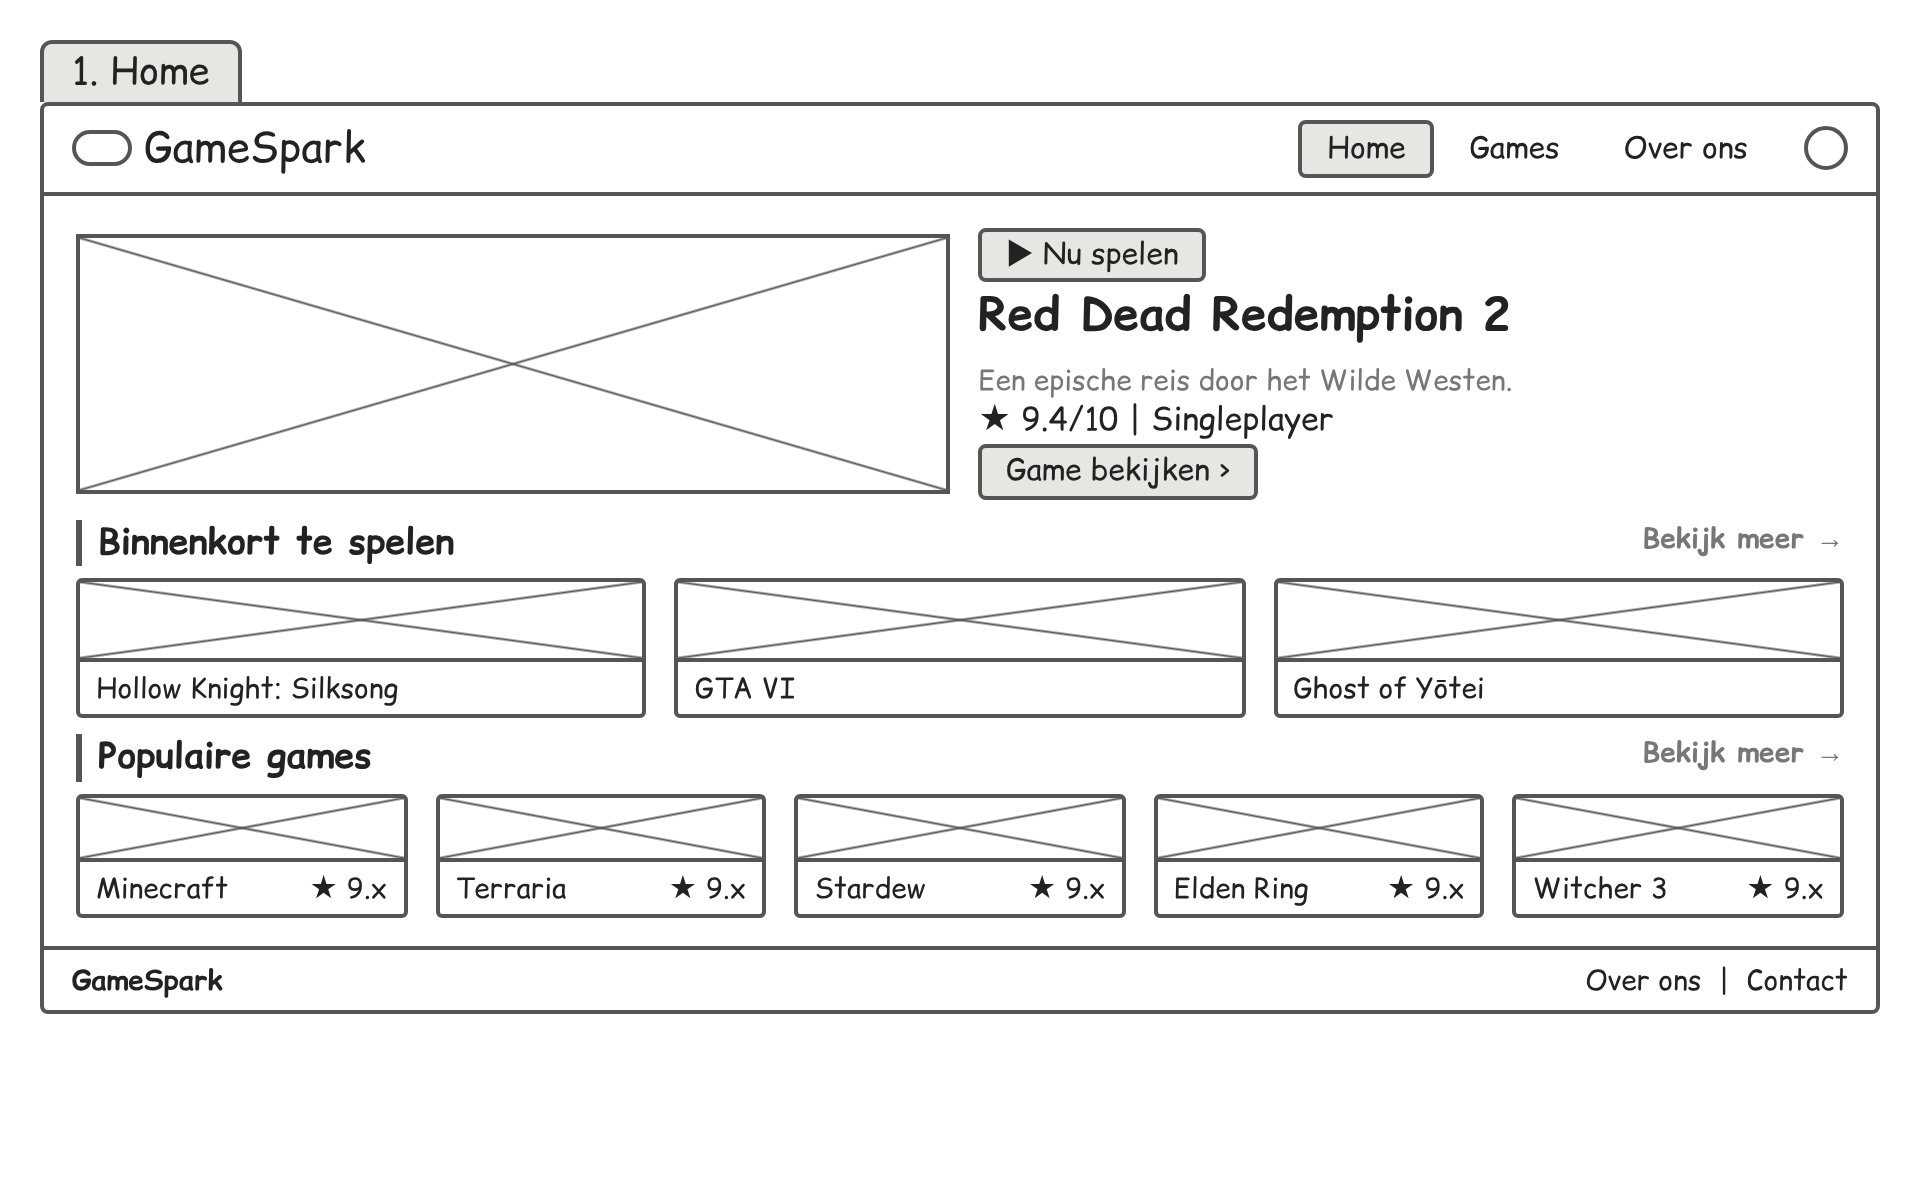 1. Home
GameSpark
Home Games Over ons
▶ Nu spelen
Red Dead Redemption 2
Een epische reis door het Wilde Westen.
★ 9.4/10 | Singleplayer
Game bekijken ›
Binnenkort te spelen
Bekijk meer →
Hollow Knight: Silksong
GTA VI
Ghost of Yōtei
Populaire games
Bekijk meer →
Minecraft ★ 9.x
Terraria ★ 9.x
Stardew ★ 9.x
Elden Ring ★ 9.x
Witcher 3 ★ 9.x
GameSpark
Over ons | Contact